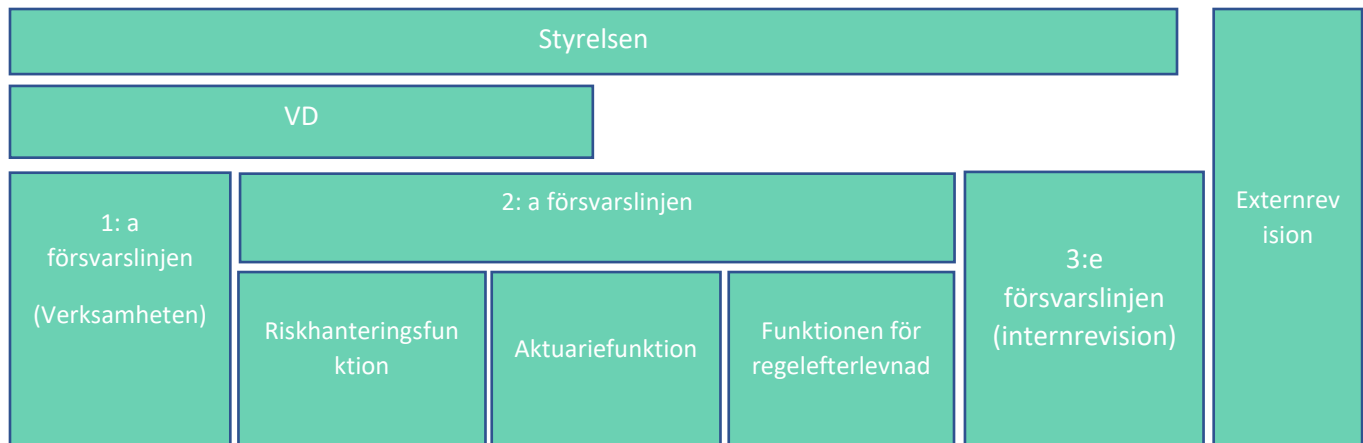 Styrelsen
VD
1: a
försvarslinjen
(Verksamheten)
2: a försvarslinjen
Riskhanteringsfun
ktion
Aktuariefunktion
Funktionen för
regelefterlevnad
3:e
försvarslinjen
(internrevision)
Externrev
ision